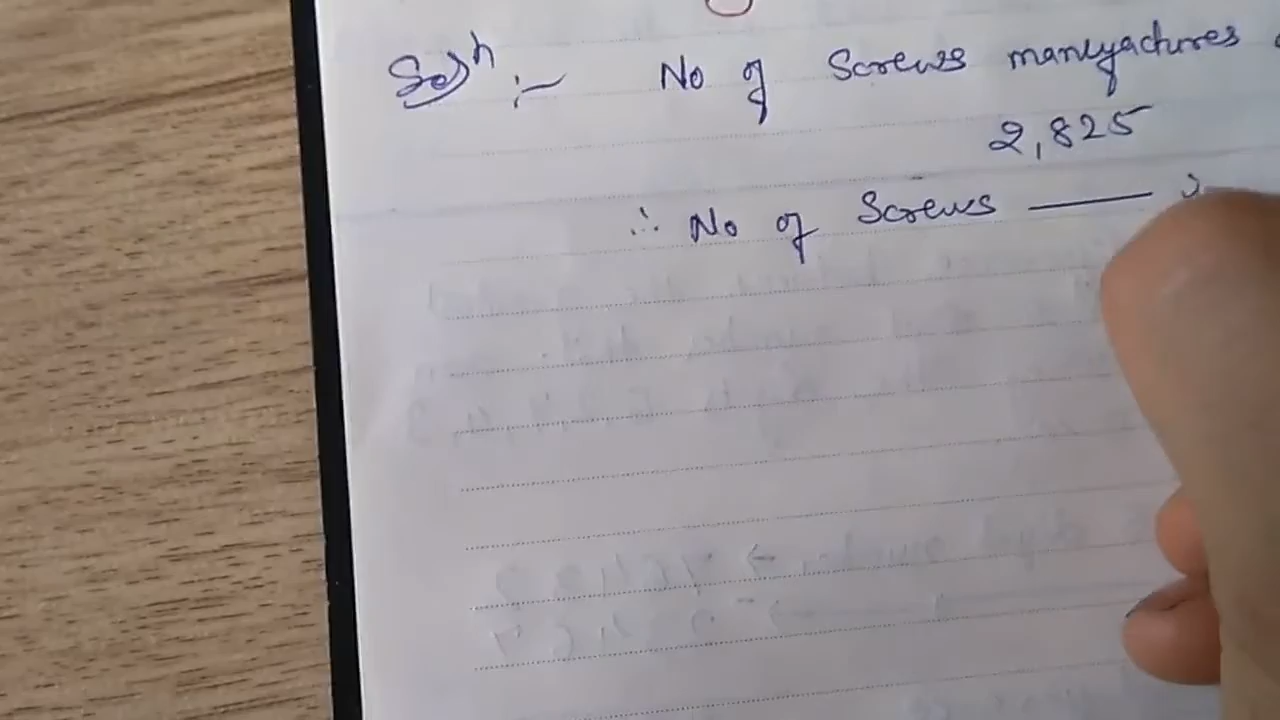 Solⁿ :- No of Screws manufactures
2,825
∴ No of Screws ——